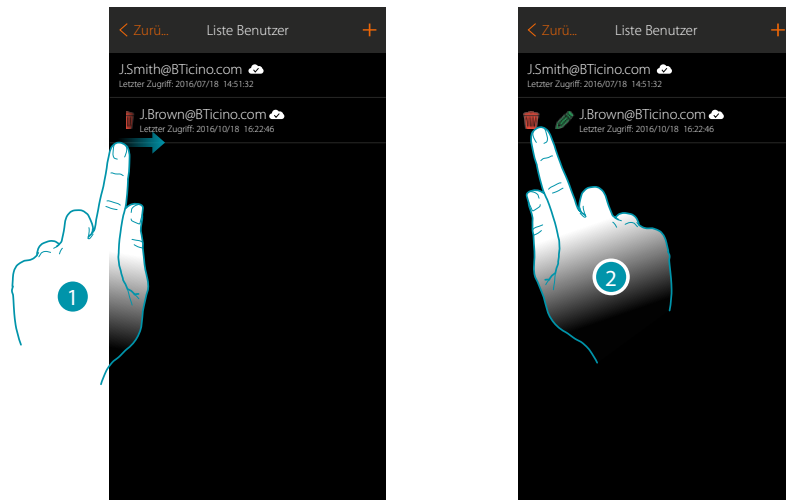 Zurü... Liste Benutzer +
J.Smith@BTicino.com
Letzter Zugriff: 2016/07/18 14:51:32
J.Brown@BTicino.com
Letzter Zugriff: 2016/10/18 16:22:46
1
Zurü... Liste Benutzer +
J.Smith@BTicino.com
Letzter Zugriff: 2016/07/18 14:51:32
J.Brown@BTicino.com
Letzter Zugriff: 2016/10/18 16:22:46
2